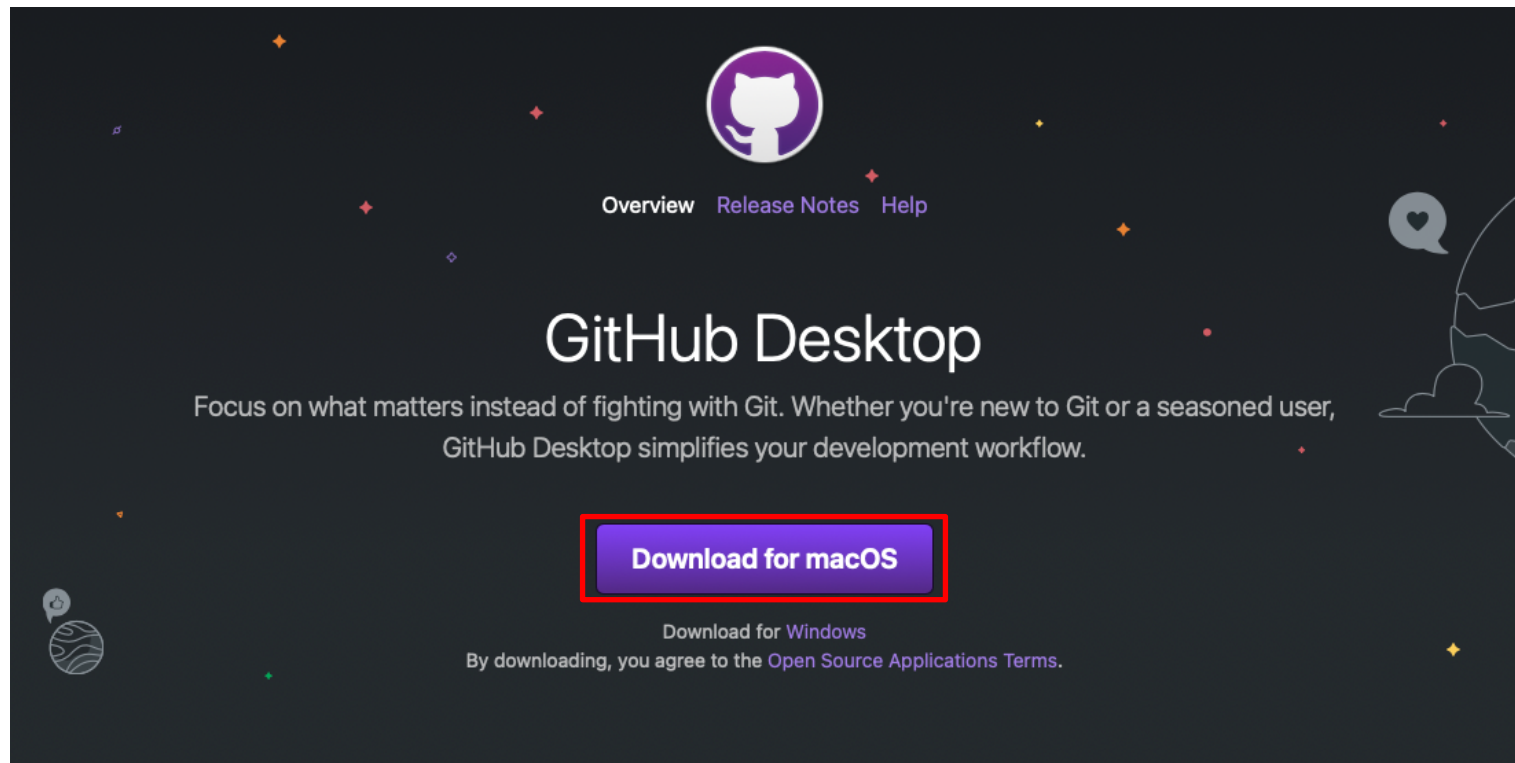 Overview Release Notes Help
GitHub Desktop
Focus on what matters instead of fighting with Git. Whether you're new to Git or a seasoned user,
GitHub Desktop simplifies your development workflow.
Download for macOS
Download for Windows
By downloading, you agree to the Open Source Applications Terms.